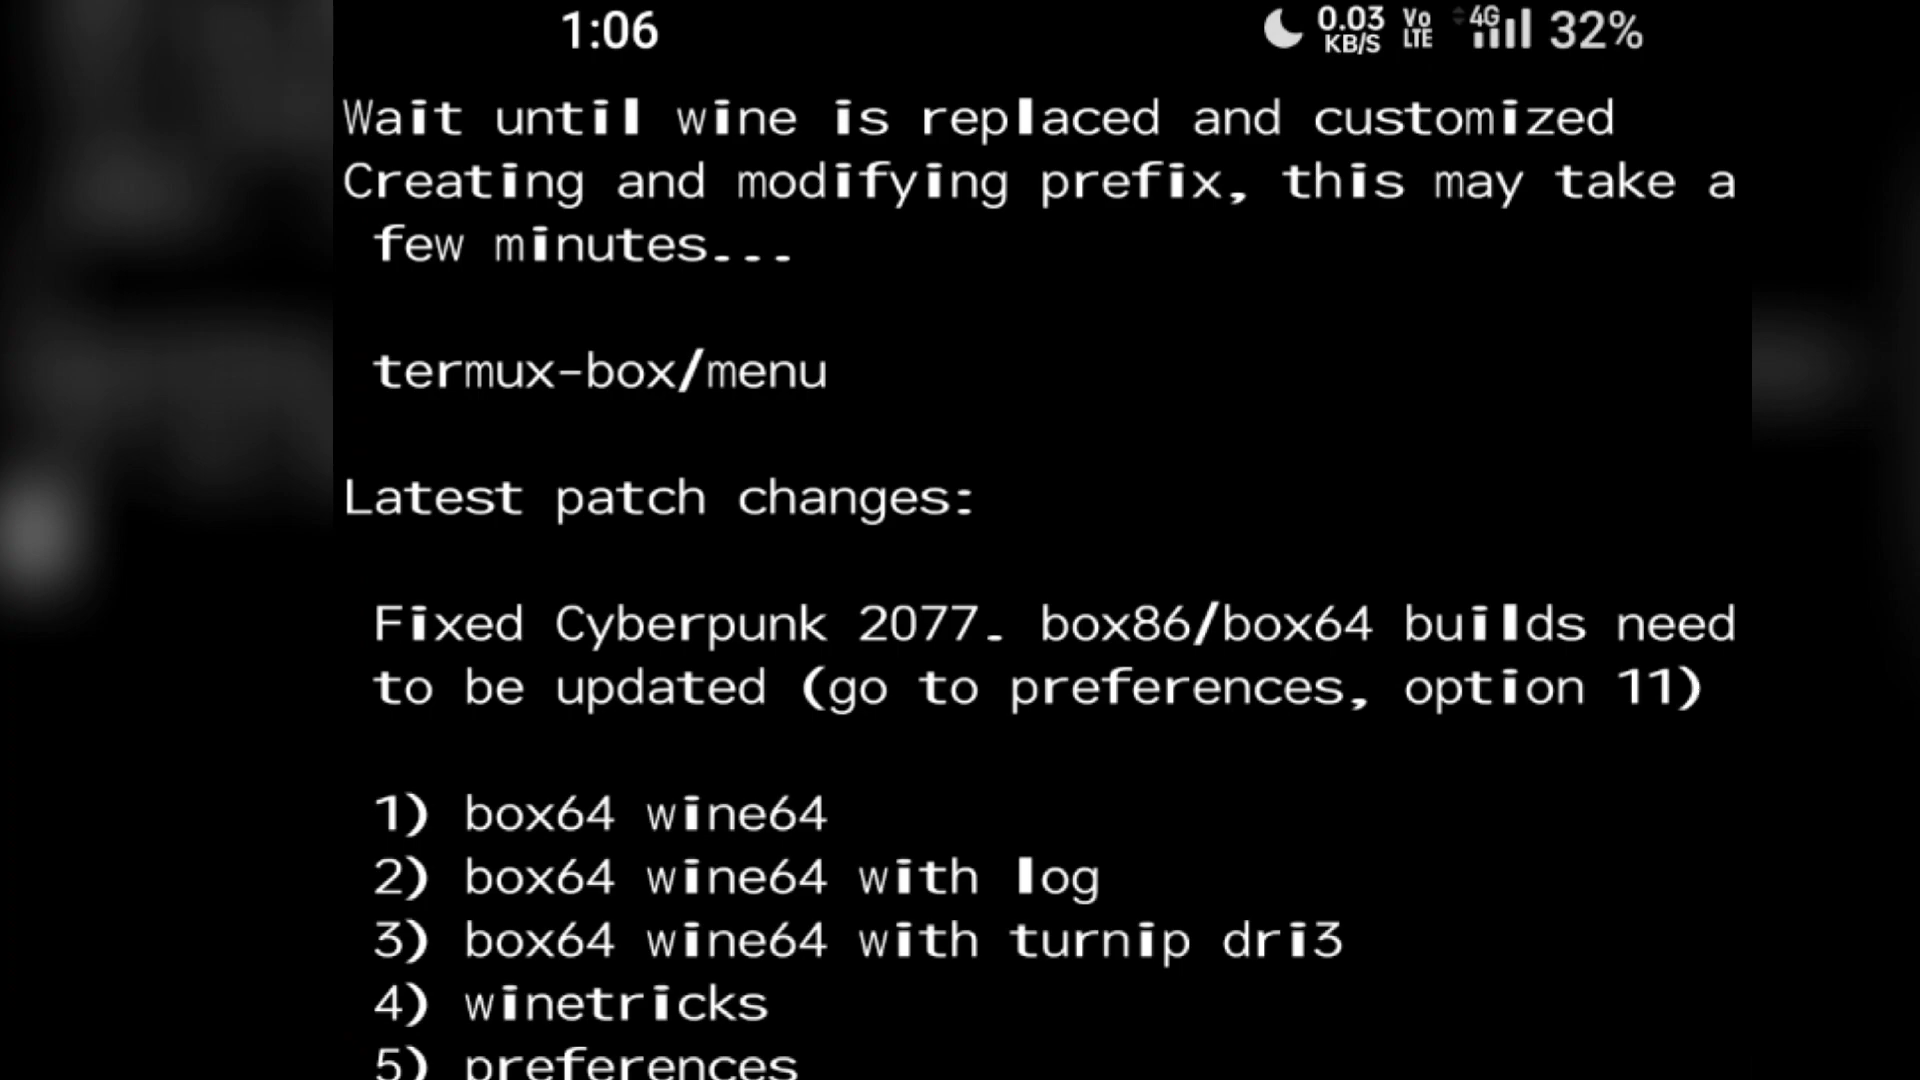 1:06 0.03 KB/S Vo LTE 4G 32%
Wait until wine is replaced and customized
Creating and modifying prefix, this may take a
few minutes...
termux-box/menu
Latest patch changes:
Fixed Cyberpunk 2077. box86/box64 builds need
to be updated (go to preferences, option 11)
1) box64 wine64
2) box64 wine64 with log
3) box64 wine64 with turnip dri3
4) winetricks
5) preferences